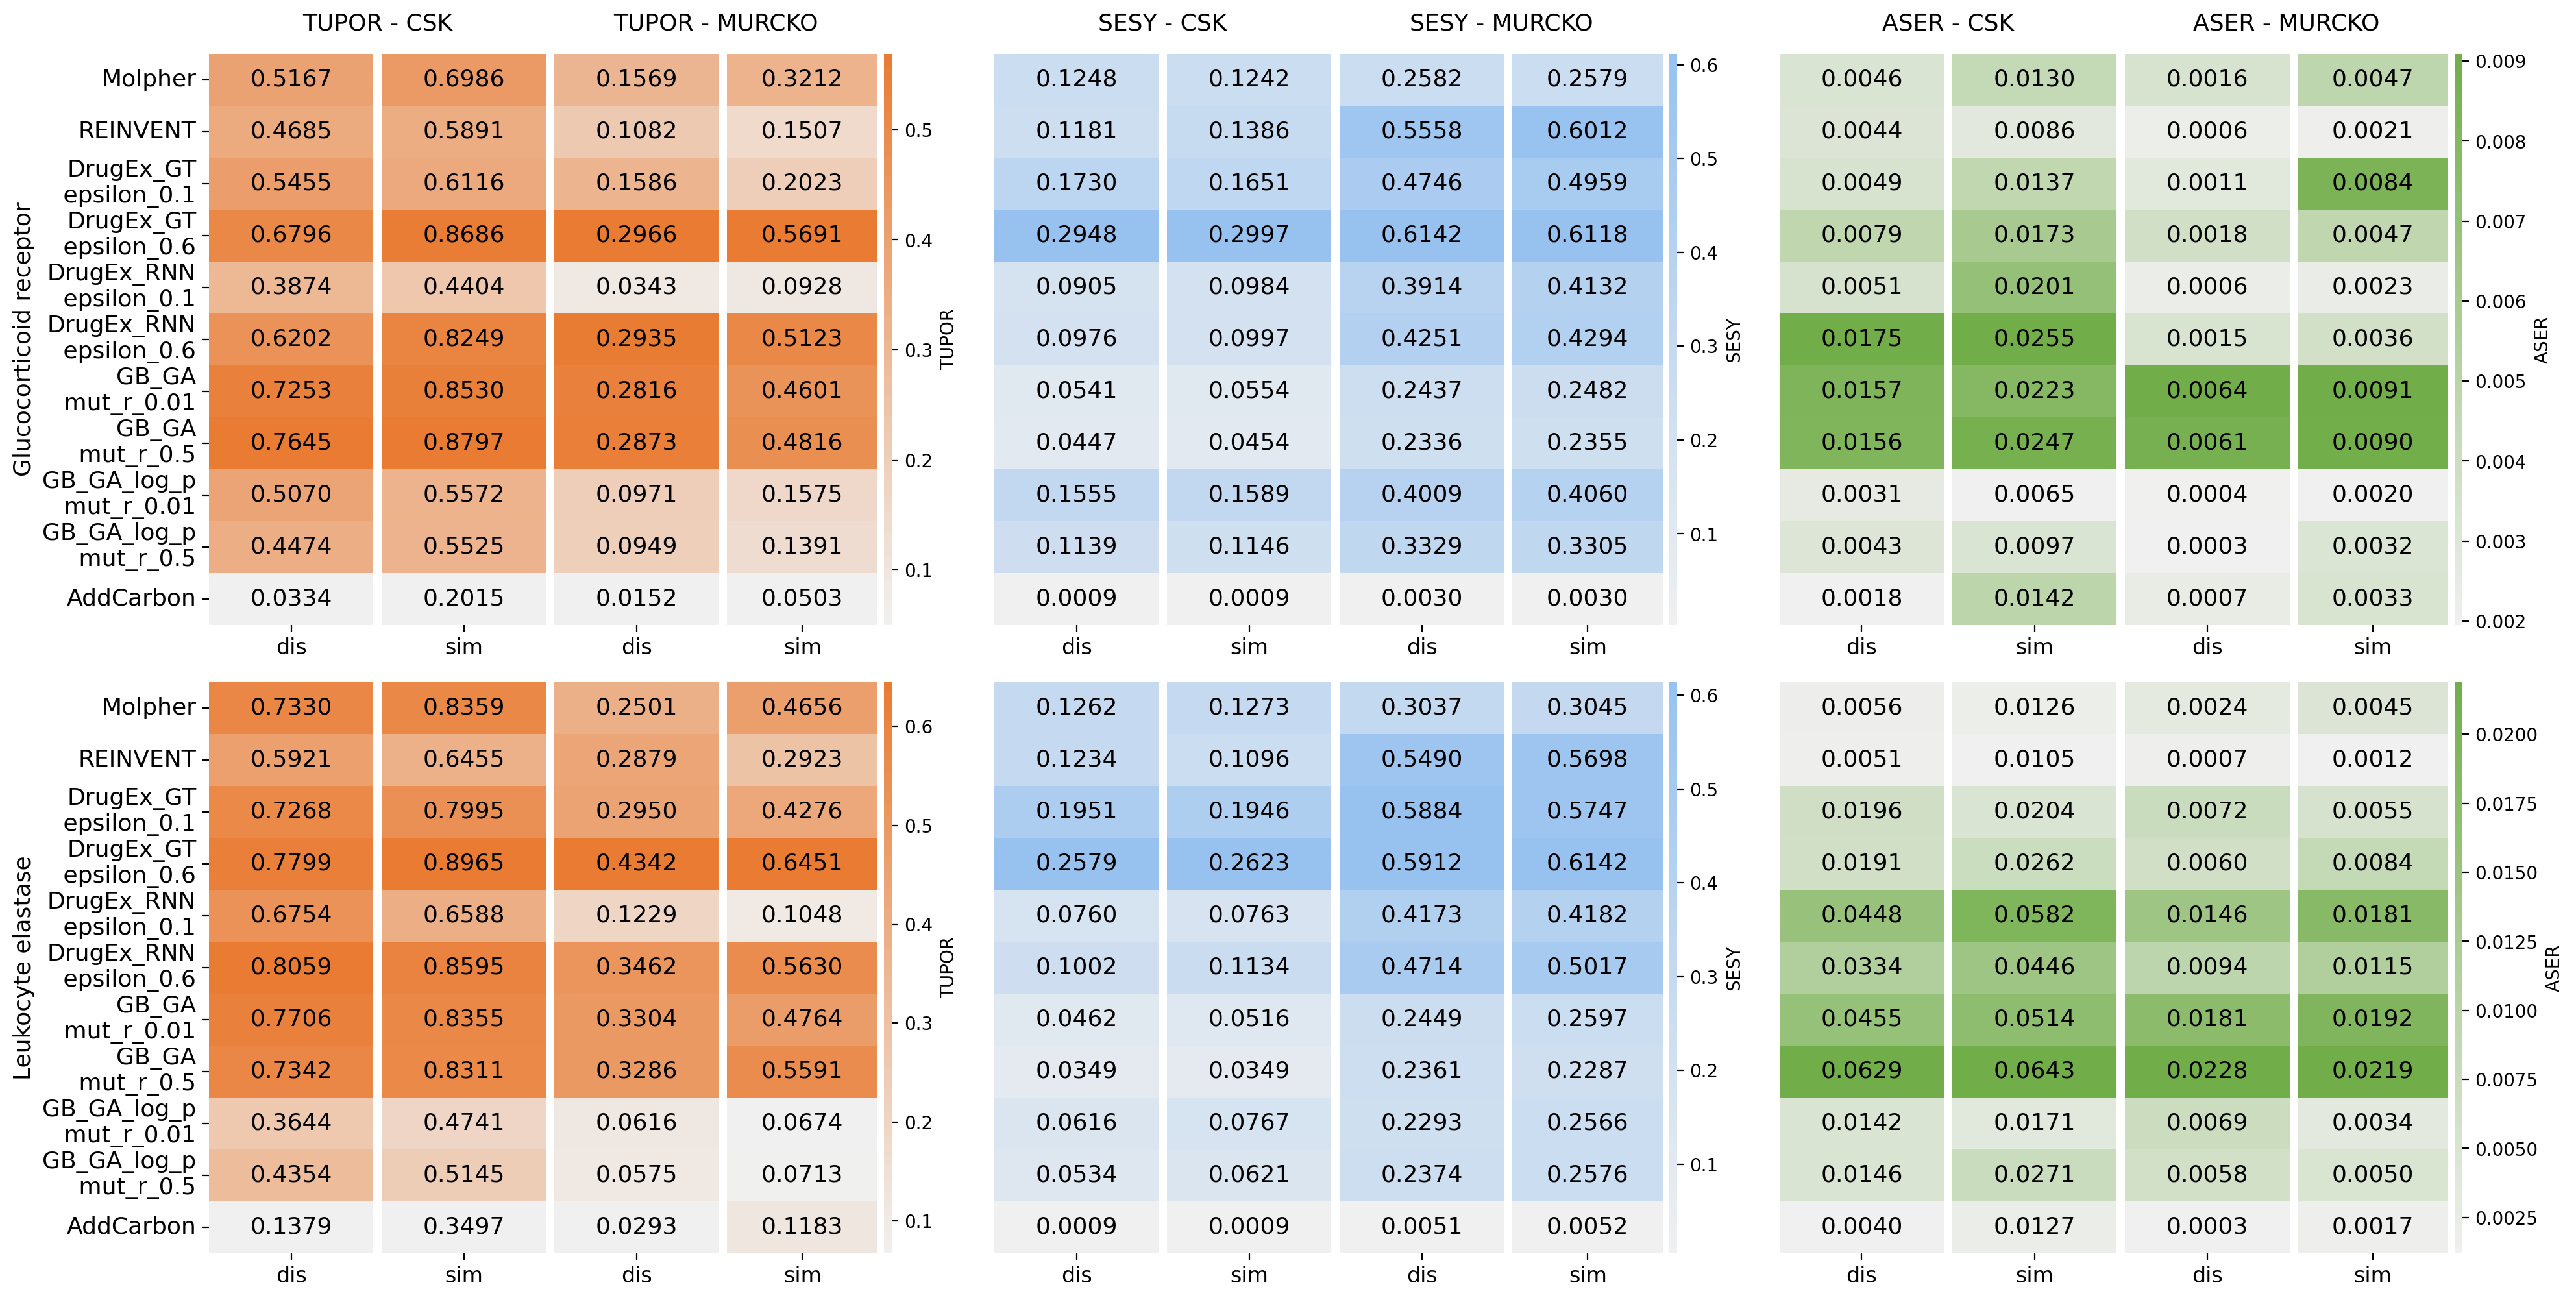 TUPOR - CSK TUPOR - MURCKO SESY - CSK SESY - MURCKO ASER - CSK ASER - MURCKO
Glucocorticoid receptor
Molpher 0.5167 0.6986 0.1569 0.3212 0.1248 0.1242 0.2582 0.2579 0.0046 0.0130 0.0016 0.0047
REINVENT 0.4685 0.5891 0.1082 0.1507 0.1181 0.1386 0.5558 0.6012 0.0044 0.0086 0.0006 0.0021
DrugEx_GT
epsilon_0.1 0.5455 0.6116 0.1586 0.2023 0.1730 0.1651 0.4746 0.4959 0.0049 0.0137 0.0011 0.0084
DrugEx_GT
epsilon_0.6 0.6796 0.8686 0.2966 0.5691 0.2948 0.2997 0.6142 0.6118 0.0079 0.0173 0.0018 0.0047
DrugEx_RNN
epsilon_0.1 0.3874 0.4404 0.0343 0.0928 0.0905 0.0984 0.3914 0.4132 0.0051 0.0201 0.0006 0.0023
DrugEx_RNN
epsilon_0.6 0.6202 0.8249 0.2935 0.5123 0.0976 0.0997 0.4251 0.4294 0.0175 0.0255 0.0015 0.0036
GB_GA
mut_r_0.01 0.7253 0.8530 0.2816 0.4601 0.0541 0.0554 0.2437 0.2482 0.0157 0.0223 0.0064 0.0091
GB_GA
mut_r_0.5 0.7645 0.8797 0.2873 0.4816 0.0447 0.0454 0.2336 0.2355 0.0156 0.0247 0.0061 0.0090
GB_GA_log_p
mut_r_0.01 0.5070 0.5572 0.0971 0.1575 0.1555 0.1589 0.4009 0.4060 0.0031 0.0065 0.0004 0.0020
GB_GA_log_p
mut_r_0.5 0.4474 0.5525 0.0949 0.1391 0.1139 0.1146 0.3329 0.3305 0.0043 0.0097 0.0003 0.0032
AddCarbon 0.0334 0.2015 0.0152 0.0503 0.0009 0.0009 0.0030 0.0030 0.0018 0.0142 0.0007 0.0033
dis sim dis sim dis sim dis sim dis sim dis sim
0.5
0.4
0.3
0.2
0.1
TUPOR
0.6
0.5
0.4
0.3
0.2
0.1
SESY
0.009
0.008
0.007
0.006
0.005
0.004
0.003
0.002
ASER
Leukocyte elastase
Molpher 0.7330 0.8359 0.2501 0.4656 0.1262 0.1273 0.3037 0.3045 0.0056 0.0126 0.0024 0.0045
REINVENT 0.5921 0.6455 0.2879 0.2923 0.1234 0.1096 0.5490 0.5698 0.0051 0.0105 0.0007 0.0012
DrugEx_GT
epsilon_0.1 0.7268 0.7995 0.2950 0.4276 0.1951 0.1946 0.5884 0.5747 0.0196 0.0204 0.0072 0.0055
DrugEx_GT
epsilon_0.6 0.7799 0.8965 0.4342 0.6451 0.2579 0.2623 0.5912 0.6142 0.0191 0.0262 0.0060 0.0084
DrugEx_RNN
epsilon_0.1 0.6754 0.6588 0.1229 0.1048 0.0760 0.0763 0.4173 0.4182 0.0448 0.0582 0.0146 0.0181
DrugEx_RNN
epsilon_0.6 0.8059 0.8595 0.3462 0.5630 0.1002 0.1134 0.4714 0.5017 0.0334 0.0446 0.0094 0.0115
GB_GA
mut_r_0.01 0.7706 0.8355 0.3304 0.4764 0.0462 0.0516 0.2449 0.2597 0.0455 0.0514 0.0181 0.0192
GB_GA
mut_r_0.5 0.7342 0.8311 0.3286 0.5591 0.0349 0.0349 0.2361 0.2287 0.0629 0.0643 0.0228 0.0219
GB_GA_log_p
mut_r_0.01 0.3644 0.4741 0.0616 0.0674 0.0616 0.0767 0.2293 0.2566 0.0142 0.0171 0.0069 0.0034
GB_GA_log_p
mut_r_0.5 0.4354 0.5145 0.0575 0.0713 0.0534 0.0621 0.2374 0.2576 0.0146 0.0271 0.0058 0.0050
AddCarbon 0.1379 0.3497 0.0293 0.1183 0.0009 0.0009 0.0051 0.0052 0.0040 0.0127 0.0003 0.0017
dis sim dis sim dis sim dis sim dis sim dis sim
0.6
0.5
0.4
0.3
0.2
0.1
TUPOR
0.6
0.5
0.4
0.3
0.2
0.1
SESY
0.0200
0.0175
0.0150
0.0125
0.0100
0.0075
0.0050
0.0025
ASER